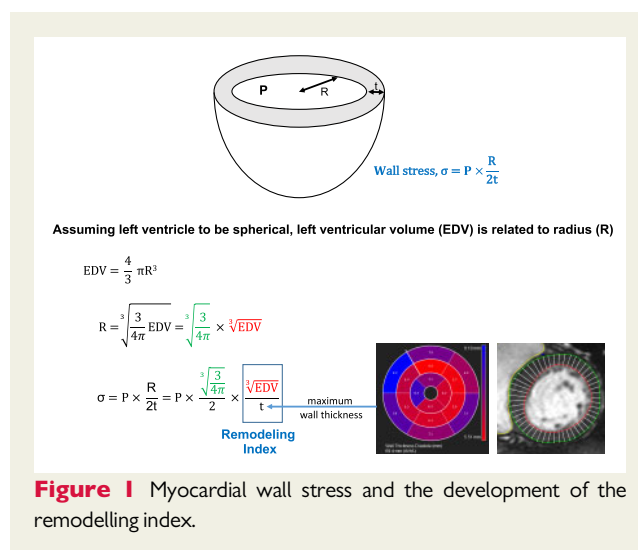 P
R
t
Wall stress, σ = P × R/2t
Assuming left ventricle to be spherical, left ventricular volume (EDV) is related to radius (R)
EDV = 4/3 πR³
R = ∛(3/4π EDV) = ∛(3/4π) × ∛EDV
σ = P × R/2t = P × ∛(3/4π)/2 × ∛EDV/t
maximum
wall thickness
Remodeling
Index
Figure 1 Myocardial wall stress and the development of the
remodelling index.